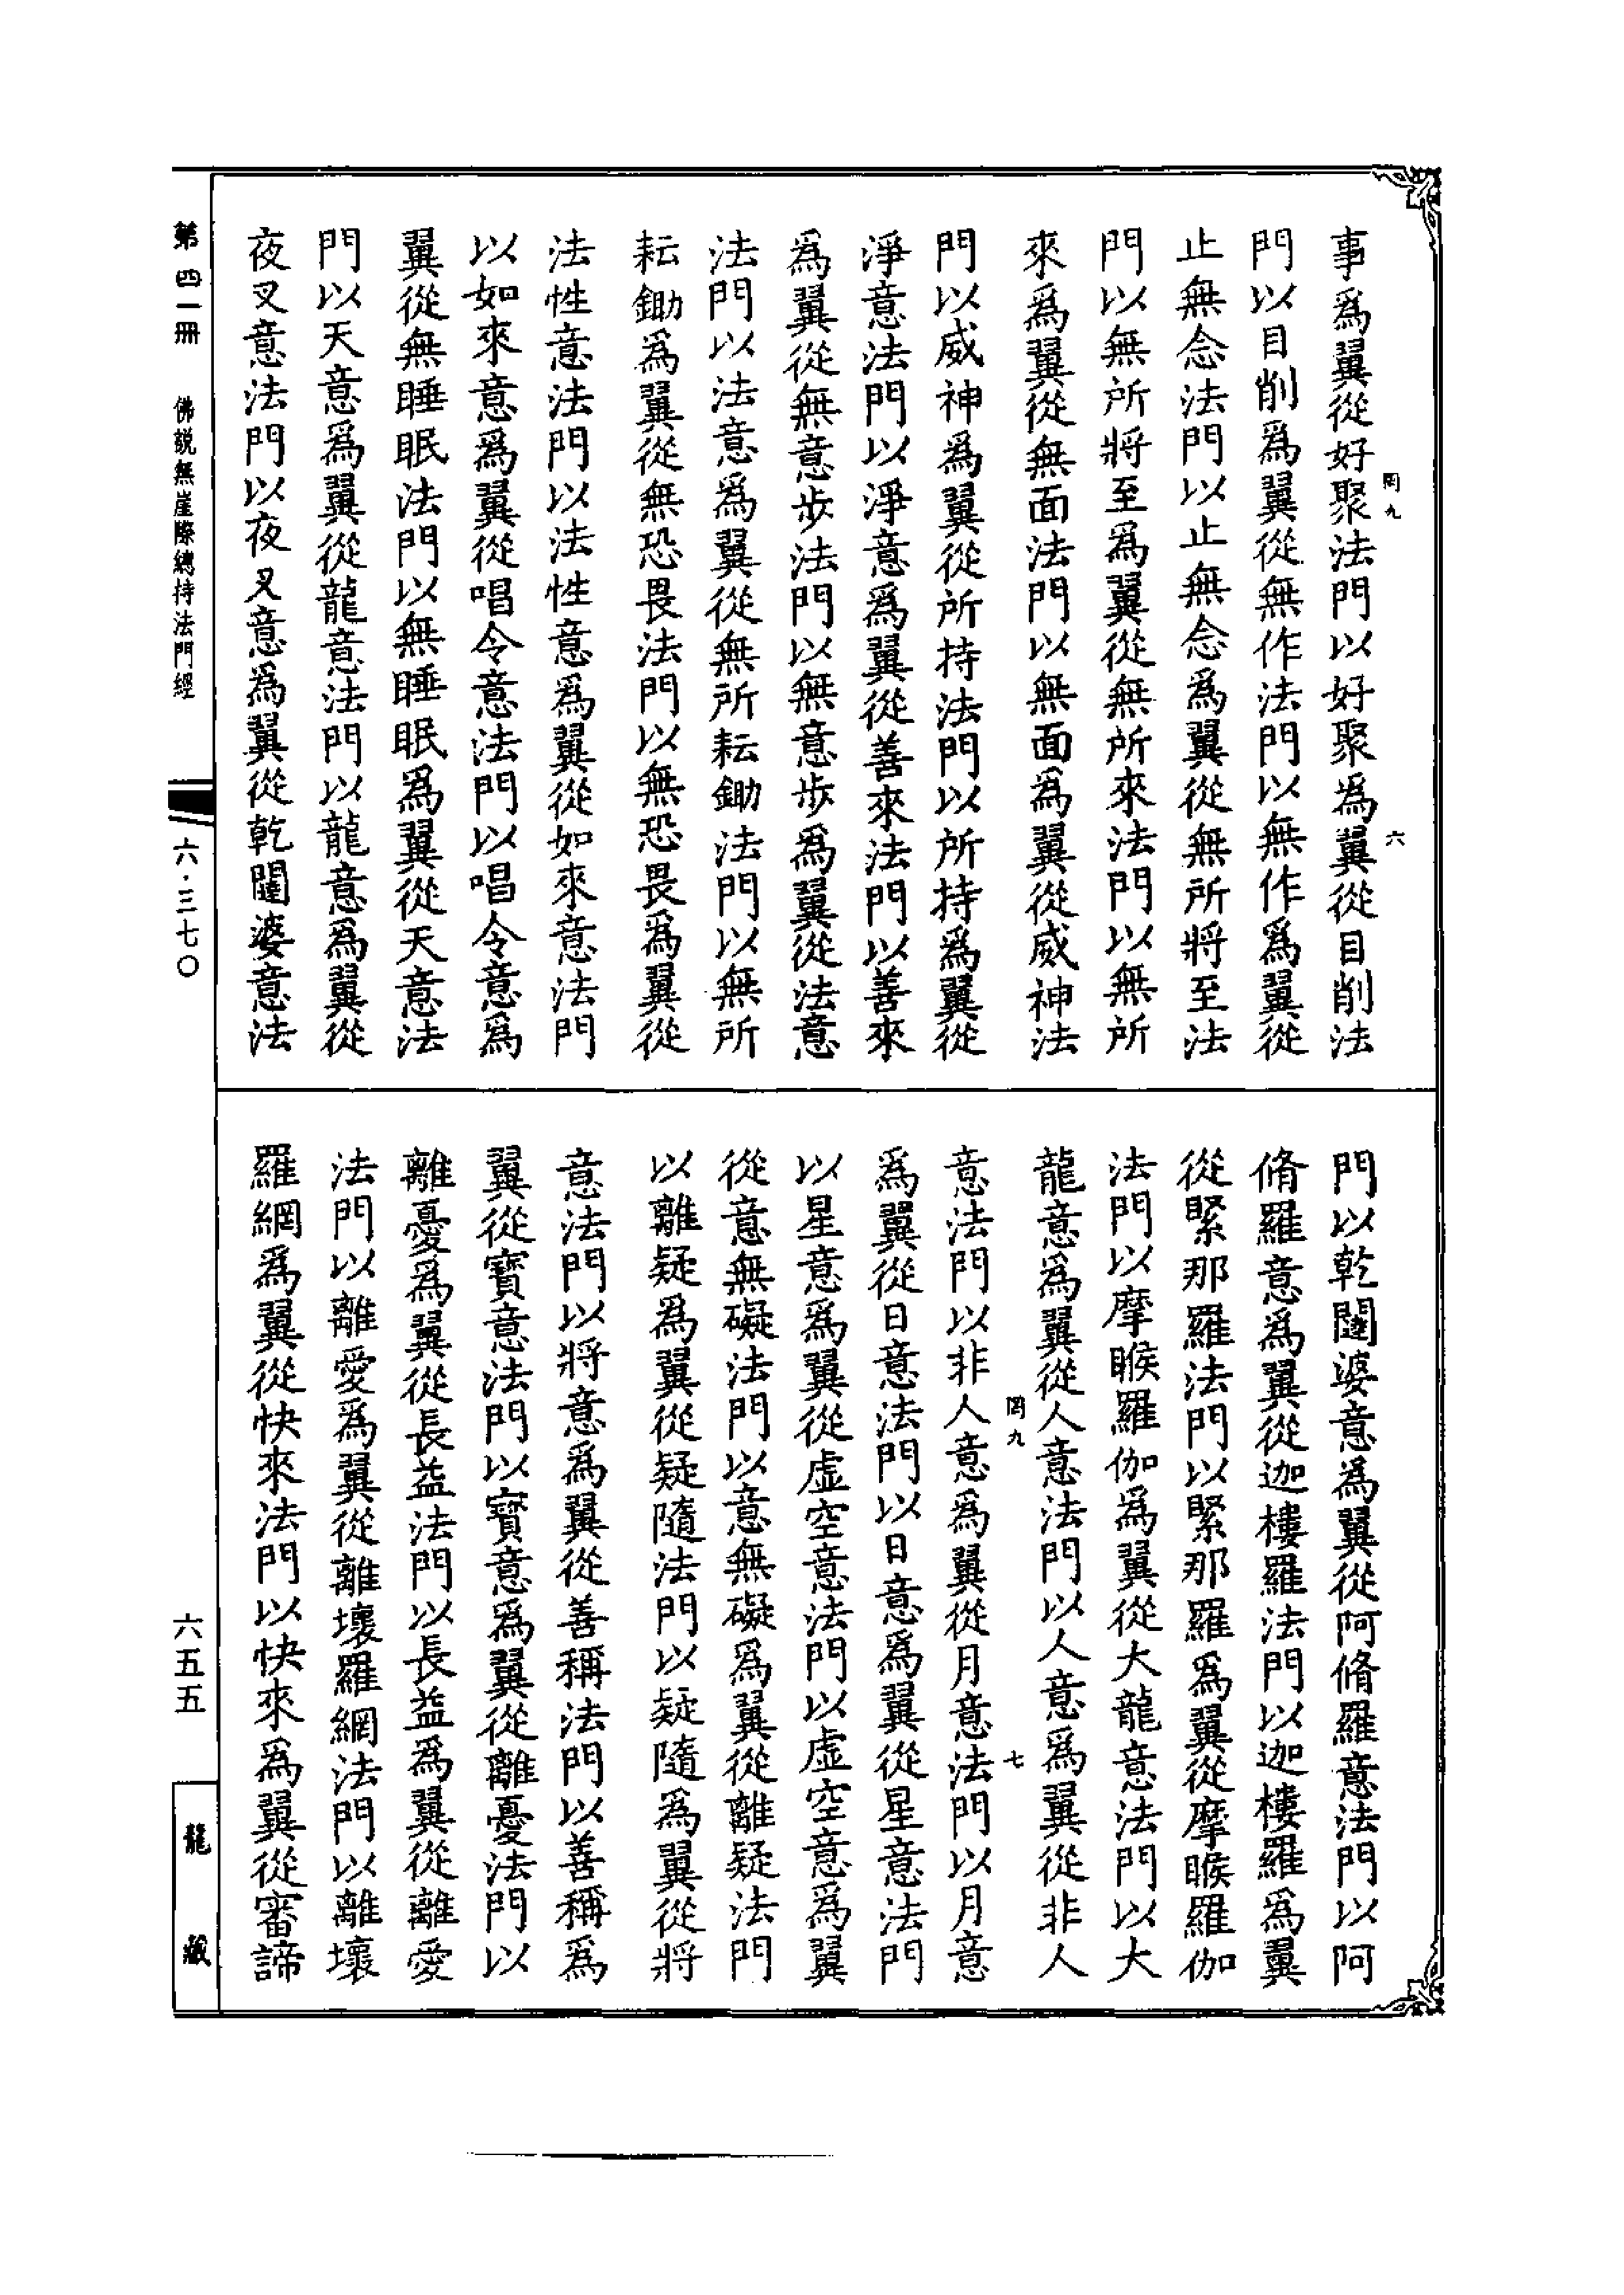 事爲翼從好聚法門以好聚爲翼從目削法
門以目削爲翼從無作法門以無作爲翼從
止無念法門以止無念爲翼從無所將至法
門以無所將至爲翼從無所來法門以無所
來爲翼從無面法門以無面爲翼從威神法
門以威神爲翼從所持法門以所持爲翼從
淨意法門以淨意爲翼從善來法門以善來
爲翼從無意步法門以無意步爲翼從法意
法門以法意爲翼從無所耘鋤法門以無所
耘鋤爲翼從無恐畏法門以無恐畏爲翼從
法性意法門以法性意爲翼從如來意法門
以如來意爲翼從唱令意法門以唱令意爲
翼從無睡眠法門以無睡眠爲翼從天意法
門以天意爲翼從龍意法門以龍意爲翼從
夜叉意法門以夜叉意爲翼從乾闥婆意法
罔九 六
門以乾闥婆意爲翼從阿脩羅意法門以阿
脩羅意爲翼從迦樓羅法門以迦樓羅爲翼
從緊那羅法門以緊那羅爲翼從摩睺羅伽
法門以摩睺羅伽爲翼從大龍意法門以大
龍意爲翼從人意法門以人意爲翼從非人
罔九 七
意法門以非人意爲翼從月意法門以月意
爲翼從日意法門以日意爲翼從星意法門
以星意爲翼從虛空意法門以虛空意爲翼
從意無礙法門以意無礙爲翼從離疑法門
以離疑爲翼從疑隨法門以疑隨爲翼從將
意法門以將意爲翼從善稱法門以善稱爲
翼從寶意法門以寶意爲翼從離憂法門以
離憂爲翼從長益法門以長益爲翼從離愛
法門以離愛爲翼從離壞羅網法門以離壞
羅網爲翼從快來法門以快來爲翼從審諦
第四一冊 佛說無崖際總持法門經
六·三七〇
六五五
龍藏